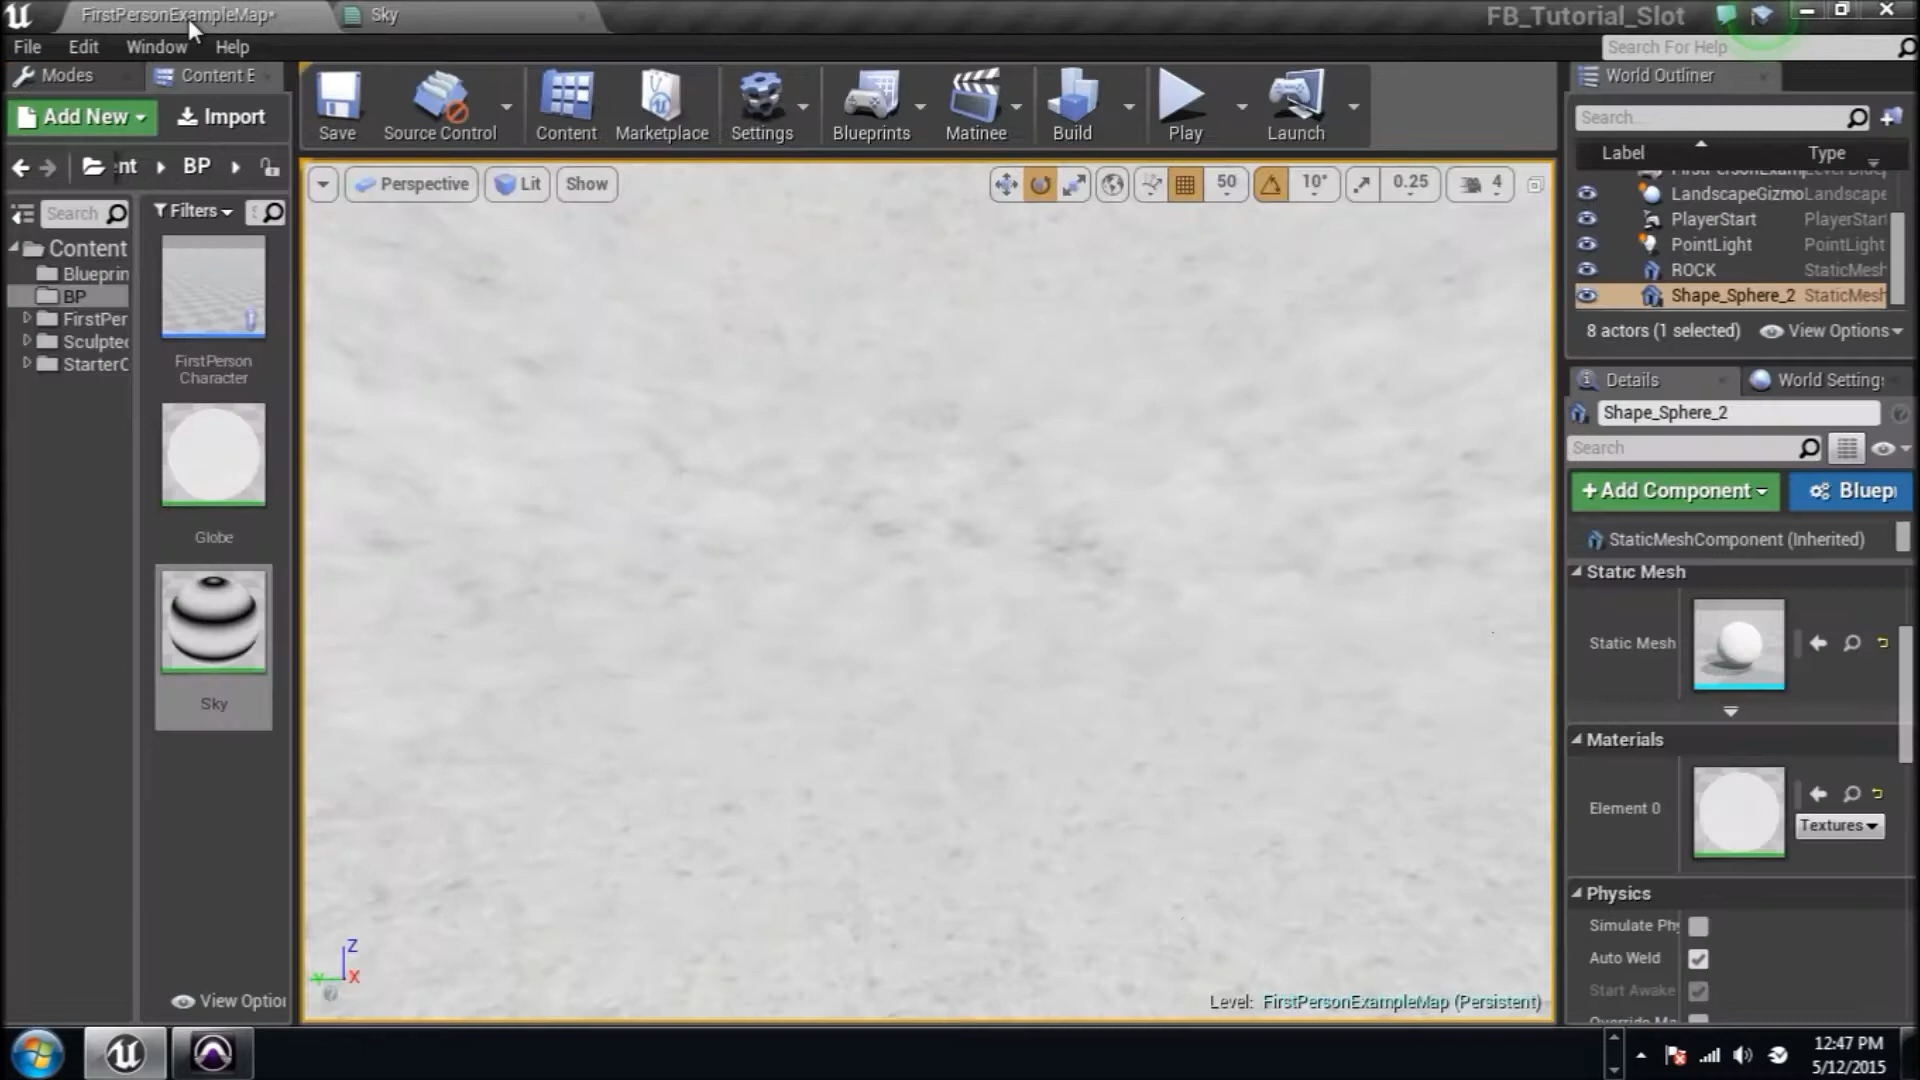 FirstPersonExampleMap*
Sky
FB_Tutorial_Slot
File
Edit
Window
Help
Search For Help
Modes
Content E
World Outliner
Add New
Import
Save
Source Control
Content
Marketplace
Settings
Blueprints
Matinee
Build
Play
Launch
Search...
Label
Type
nt
BP
Perspective
Lit
Show
50
10°
0.25
4
LandscapeGizmo
Landscape
PlayerStart
PlayerStart
PointLight
PointLight
ROCK
StaticMesh
Shape_Sphere_2
StaticMesh
8 actors (1 selected)
View Options
Search
Filters
Content
Blueprin
BP
FirstPer
Sculpted
StarterC
FirstPerson
Character
Globe
Sky
View Option
Details
World Settings
Shape_Sphere_2
Search
+Add Component
Bluep
StaticMeshComponent (Inherited)
Static Mesh
Static Mesh
Materials
Element 0
Textures
Physics
Simulate Phy
Auto Weld
Start Awake
Z
Y
X
Level: FirstPersonExampleMap (Persistent)
12:47 PM
5/12/2015